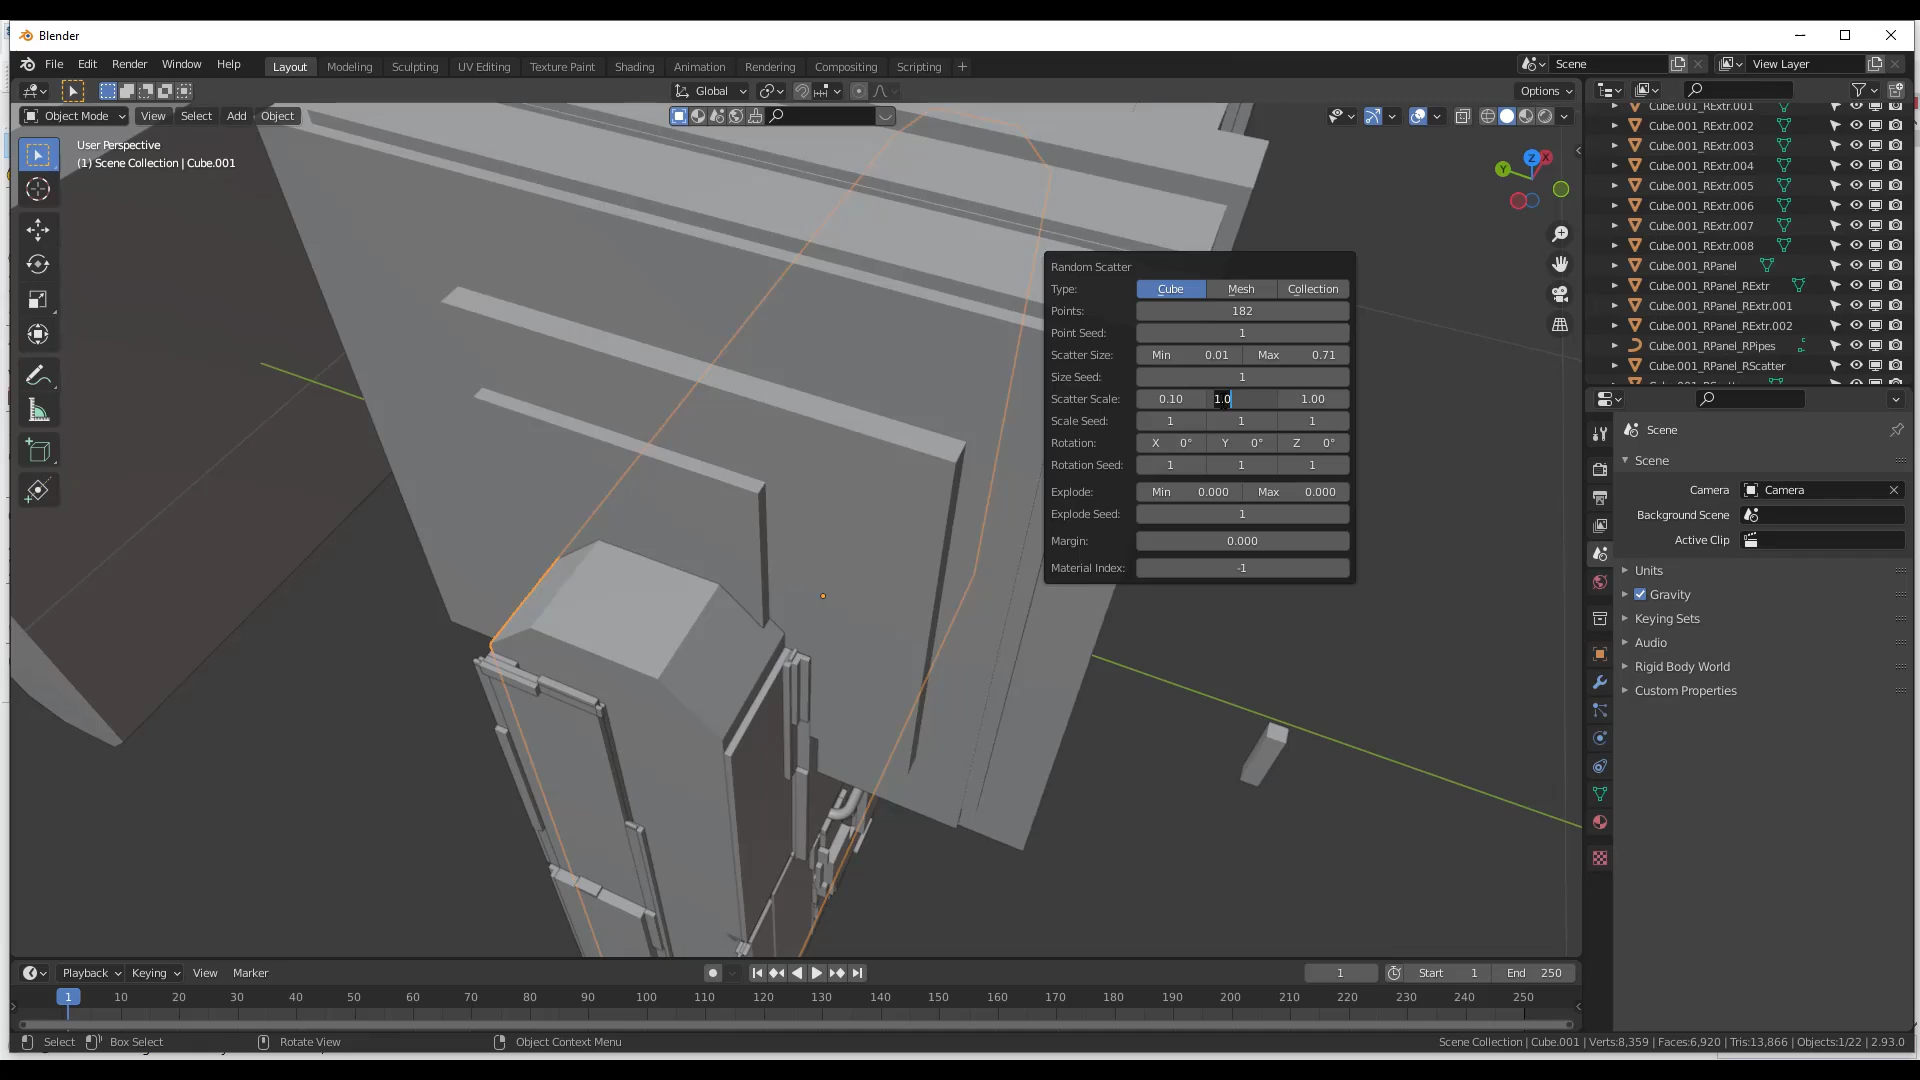 Blender
File Edit Render Window Help
Layout Modeling Sculpting UV Editing Texture Paint Shading Animation Rendering Compositing Scripting +
Scene
View Layer
Global
Options
Object Mode View Select Add Object
User Perspective
(1) Scene Collection | Cube.001
Z X Y
Random Scatter
Type: Cube Mesh Collection
Points: 182
Point Seed: 1
Scatter Size: Min 0.01 Max 0.71
Size Seed: 1
Scatter Scale: 0.10 1.0 1.00
Scale Seed: 1 1 1
Rotation: X 0° Y 0° Z 0°
Rotation Seed: 1 1 1
Explode: Min 0.000 Max 0.000
Explode Seed: 1
Margin: 0.000
Material Index: -1
Cube.001_RExtr.001
Cube.001_RExtr.002
Cube.001_RExtr.003
Cube.001_RExtr.004
Cube.001_RExtr.005
Cube.001_RExtr.006
Cube.001_RExtr.007
Cube.001_RExtr.008
Cube.001_RPanel
Cube.001_RPanel_RExtr
Cube.001_RPanel_RExtr.001
Cube.001_RPanel_RExtr.002
Cube.001_RPanel_RPipes
Cube.001_RPanel_RScatter
Scene
Scene
Camera Camera
Background Scene
Active Clip
Units
Gravity
Keying Sets
Audio
Rigid Body World
Custom Properties
Playback Keying View Marker
1 Start 1 End 250
1 10 20 30 40 50 60 70 80 90 100 110 120 130 140 150 160 170 180 190 200 210 220 230 240 250
Select Box Select Rotate View Object Context Menu
Scene Collection | Cube.001 | Verts:8,359 | Faces:6,920 | Tris:13,866 | Objects:1/22 | 2.93.0